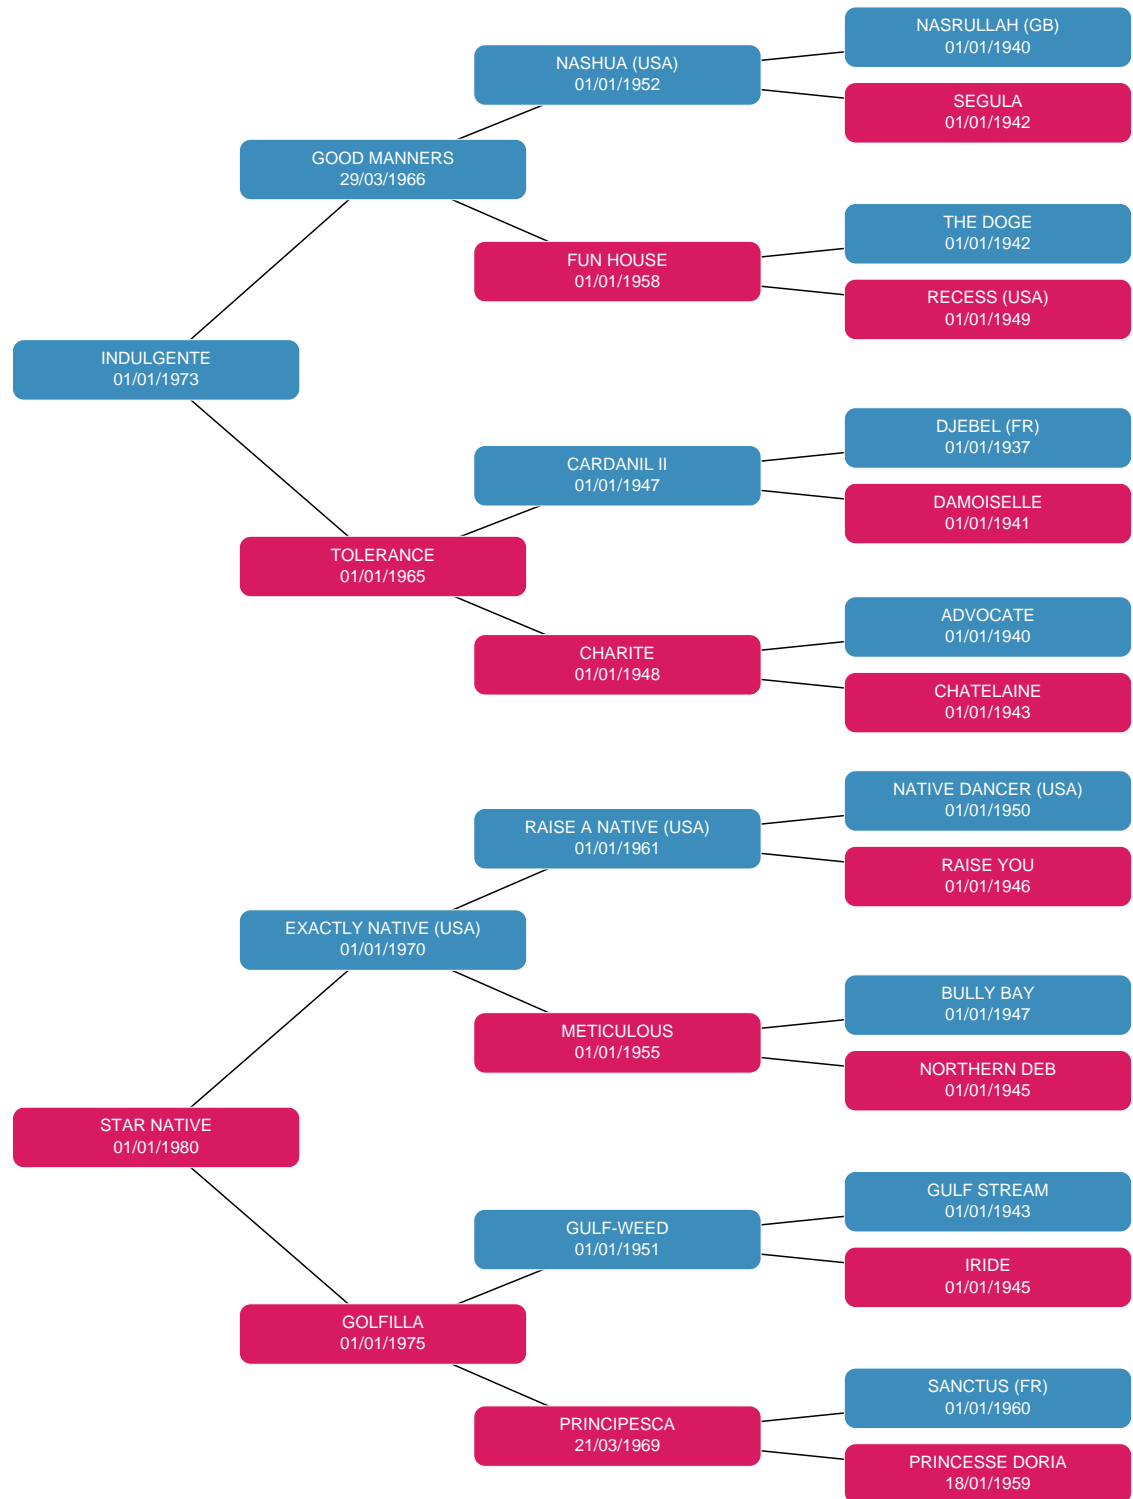 NASRULLAH (GB)
01/01/1940
NASHUA (USA)
01/01/1952
SEGULA
01/01/1942
GOOD MANNERS
29/03/1966
THE DOGE
01/01/1942
FUN HOUSE
01/01/1958
RECESS (USA)
01/01/1949
INDULGENTE
01/01/1973
DJEBEL (FR)
01/01/1937
CARDANIL II
01/01/1947
DAMOISELLE
01/01/1941
TOLERANCE
01/01/1965
ADVOCATE
01/01/1940
CHARITE
01/01/1948
CHATELAINE
01/01/1943
NATIVE DANCER (USA)
01/01/1950
RAISE A NATIVE (USA)
01/01/1961
RAISE YOU
01/01/1946
EXACTLY NATIVE (USA)
01/01/1970
BULLY BAY
01/01/1947
METICULOUS
01/01/1955
NORTHERN DEB
01/01/1945
STAR NATIVE
01/01/1980
GULF STREAM
01/01/1943
GULF-WEED
01/01/1951
IRIDE
01/01/1945
GOLFILLA
01/01/1975
SANCTUS (FR)
01/01/1960
PRINCIPESCA
21/03/1969
PRINCESSE DORIA
18/01/1959